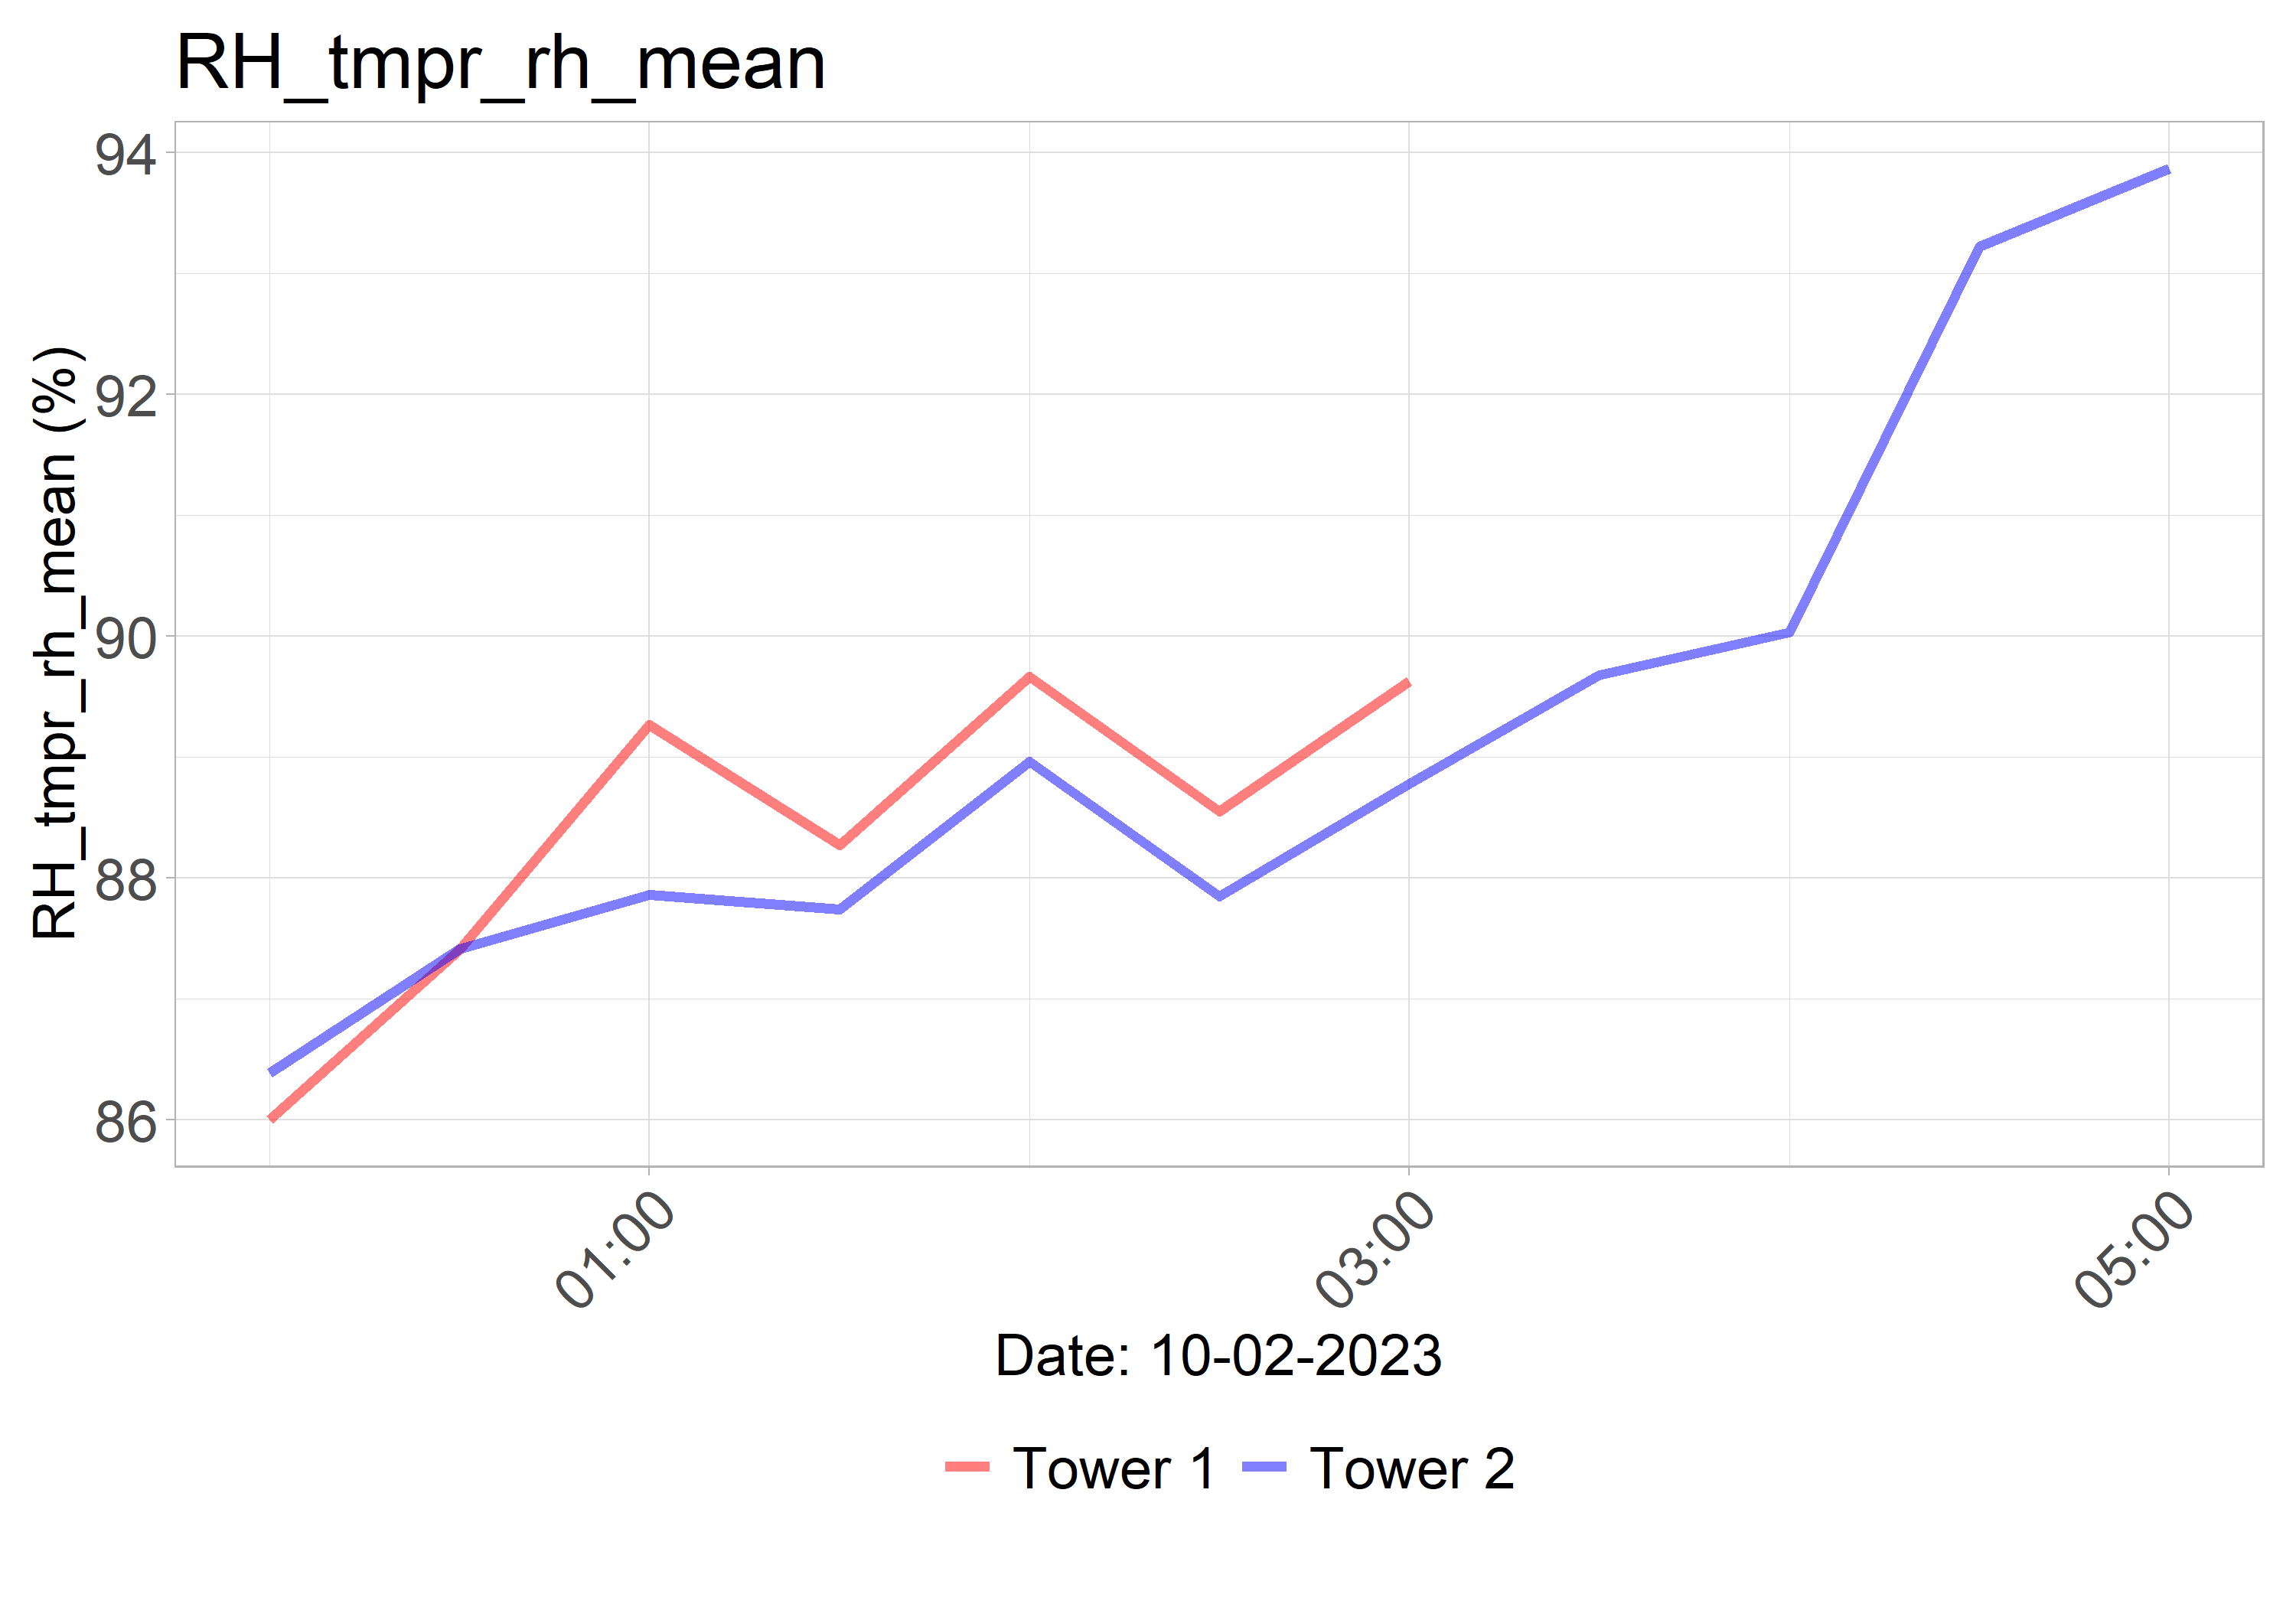 RH_tmpr_rh_mean
RH_tmpr_rh_mean (%)
94
92
90
88
86
01:00
03:00
05:00
Date: 10-02-2023
Tower 1
Tower 2